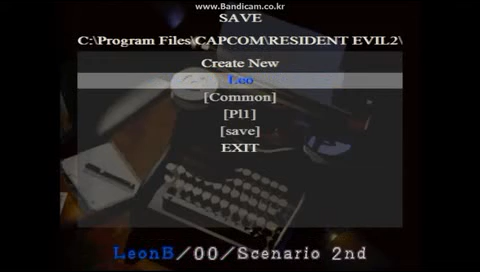 www.Bandicam.co.kr
SAVE
C:\Program Files\CAPCOM\RESIDENT EVIL2\
Create New
Leo
[Common]
[Pl1]
[save]
EXIT
LeonB/00/Scenario 2nd